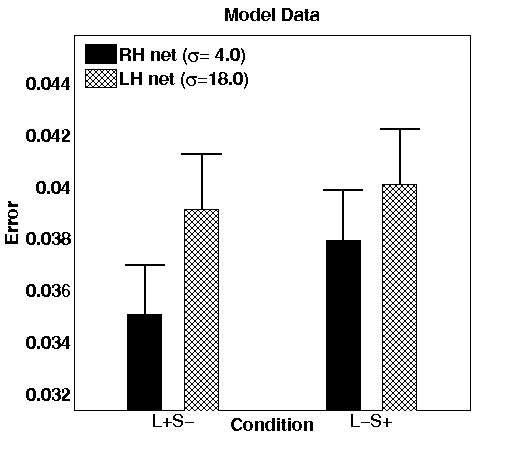 Model Data
RH net (σ= 4.0)
LH net (σ=18.0)
0.044
0.042
0.04
0.038
0.036
0.034
0.032
Error
L+S−
L−S+
Condition